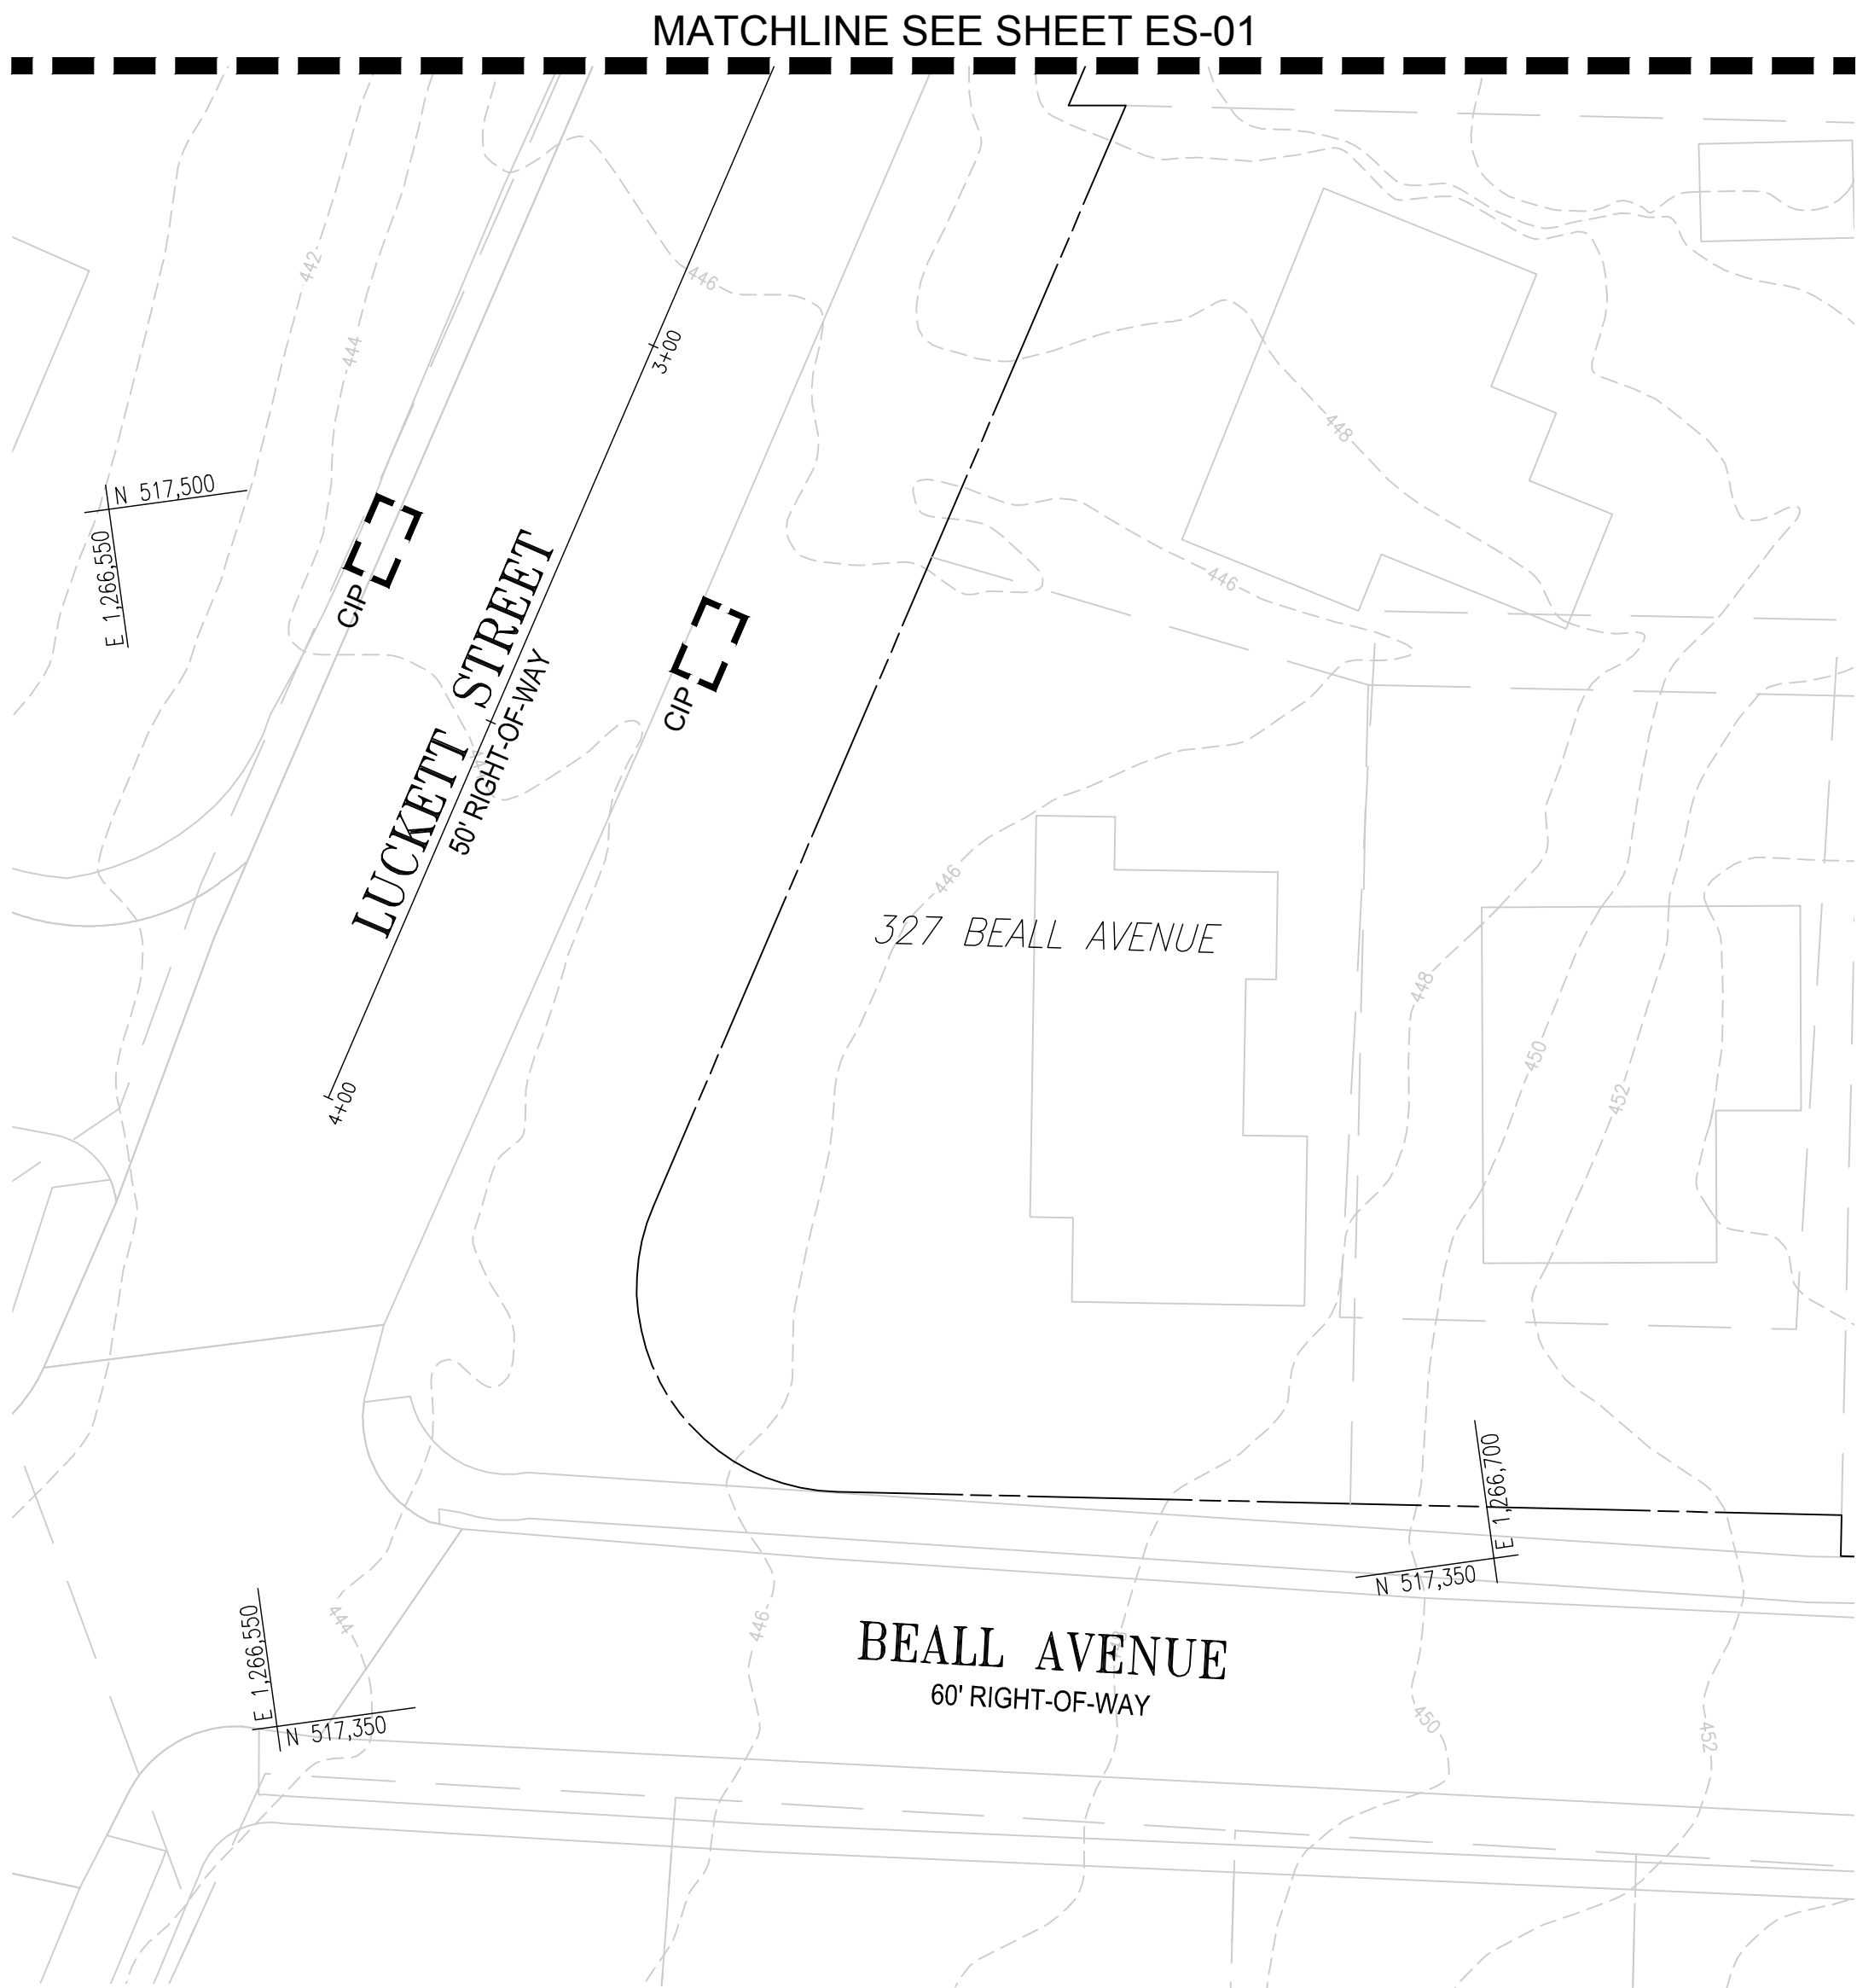 MATCHLINE SEE SHEET ES-01
442
444
446
3+00
448
N 517,500
E 1,266,550
CIP
LUCKETT STREET
50' RIGHT-OF-WAY
CIP
446
446
327 BEALL AVENUE
448
450
452
4+00
E 1,266,700
N 517,350
444
446
BEALL AVENUE
60' RIGHT-OF-WAY
E 1,266,550
N 517,350
450
452